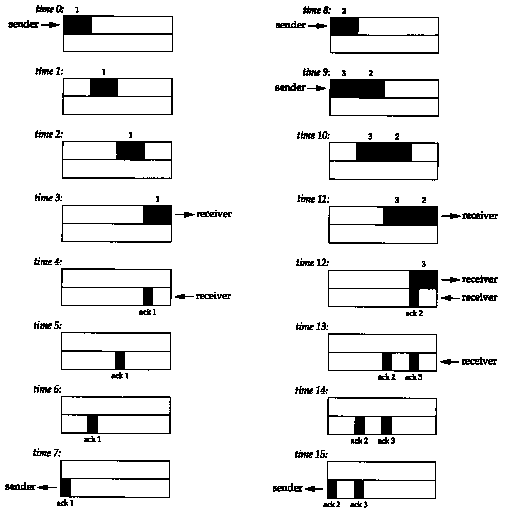 time 0: 1
sender
time 1: 1
time 2: 1
time 3: 1
receiver
time 4:
receiver
ack 1
time 5:
ack 1
time 6:
ack 1
time 7:
sender
ack 1
time 8: 2
sender
time 9: 3 2
sender
time 10: 3 2
time 11: 3 2
receiver
time 12: 3
receiver
receiver
ack 2
time 13:
receiver
ack 2 ack 3
time 14:
ack 2 ack 3
time 15:
sender
ack 2 ack 3